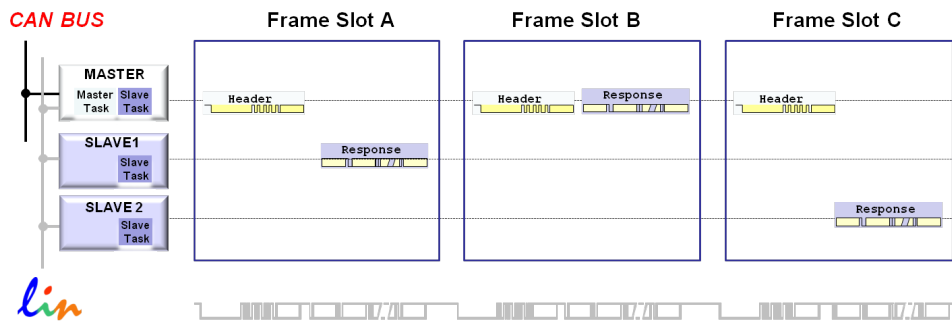 CAN BUS
Frame Slot A
Frame Slot B
Frame Slot C
MASTER
Master Task
Slave Task
Header
Header
Response
Header
SLAVE1
Slave Task
Response
SLAVE 2
Slave Task
Response
lin